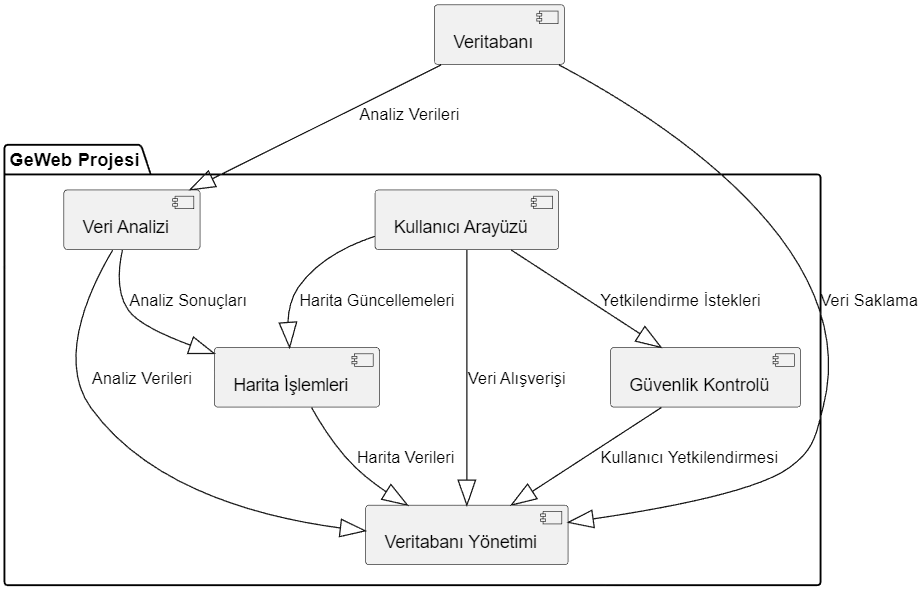 Veritabanı
Analiz Verileri
GeWeb Projesi
Veri Analizi
Kullanıcı Arayüzü
Analiz Sonuçları
Harita Güncellemeleri
Yetkilendirme İstekleri
Veri Saklama
Harita İşlemleri
Güvenlik Kontrolü
Analiz Verileri
Veri Alışverişi
Harita Verileri
Kullanıcı Yetkilendirmesi
Veritabanı Yönetimi